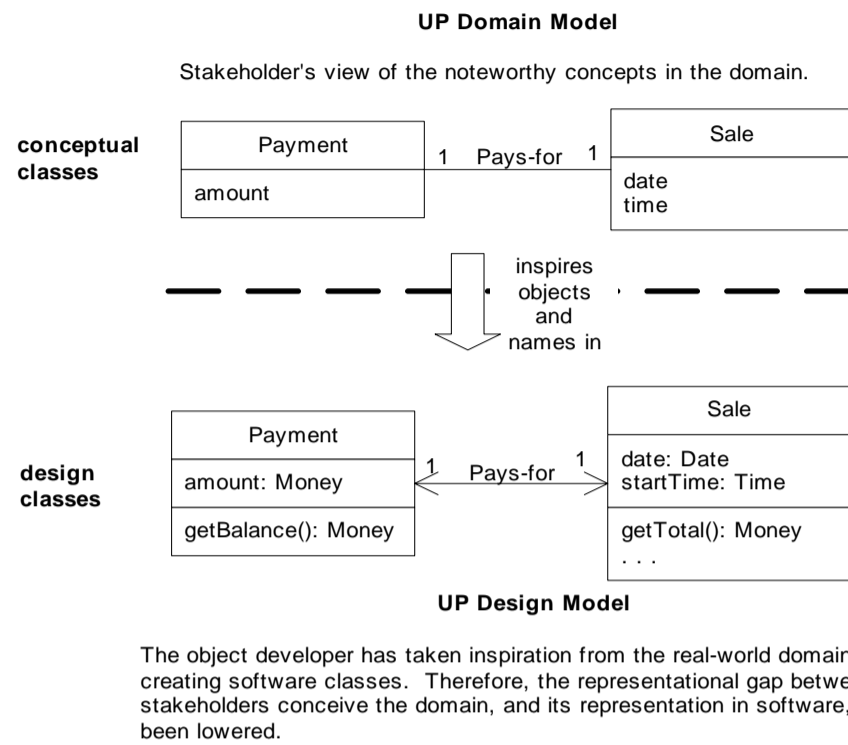 UP Domain Model
Stakeholder's view of the noteworthy concepts in the domain.
conceptual
classes
Payment
amount
1 Pays-for 1
Sale
date
time
inspires
objects
and
names in
design
classes
Payment
amount: Money
getBalance(): Money
1 Pays-for 1
Sale
date: Date
startTime: Time
getTotal(): Money
. . .
UP Design Model
The object developer has taken inspiration from the real-world domain
creating software classes. Therefore, the representational gap betwe
stakeholders conceive the domain, and its representation in software,
been lowered.